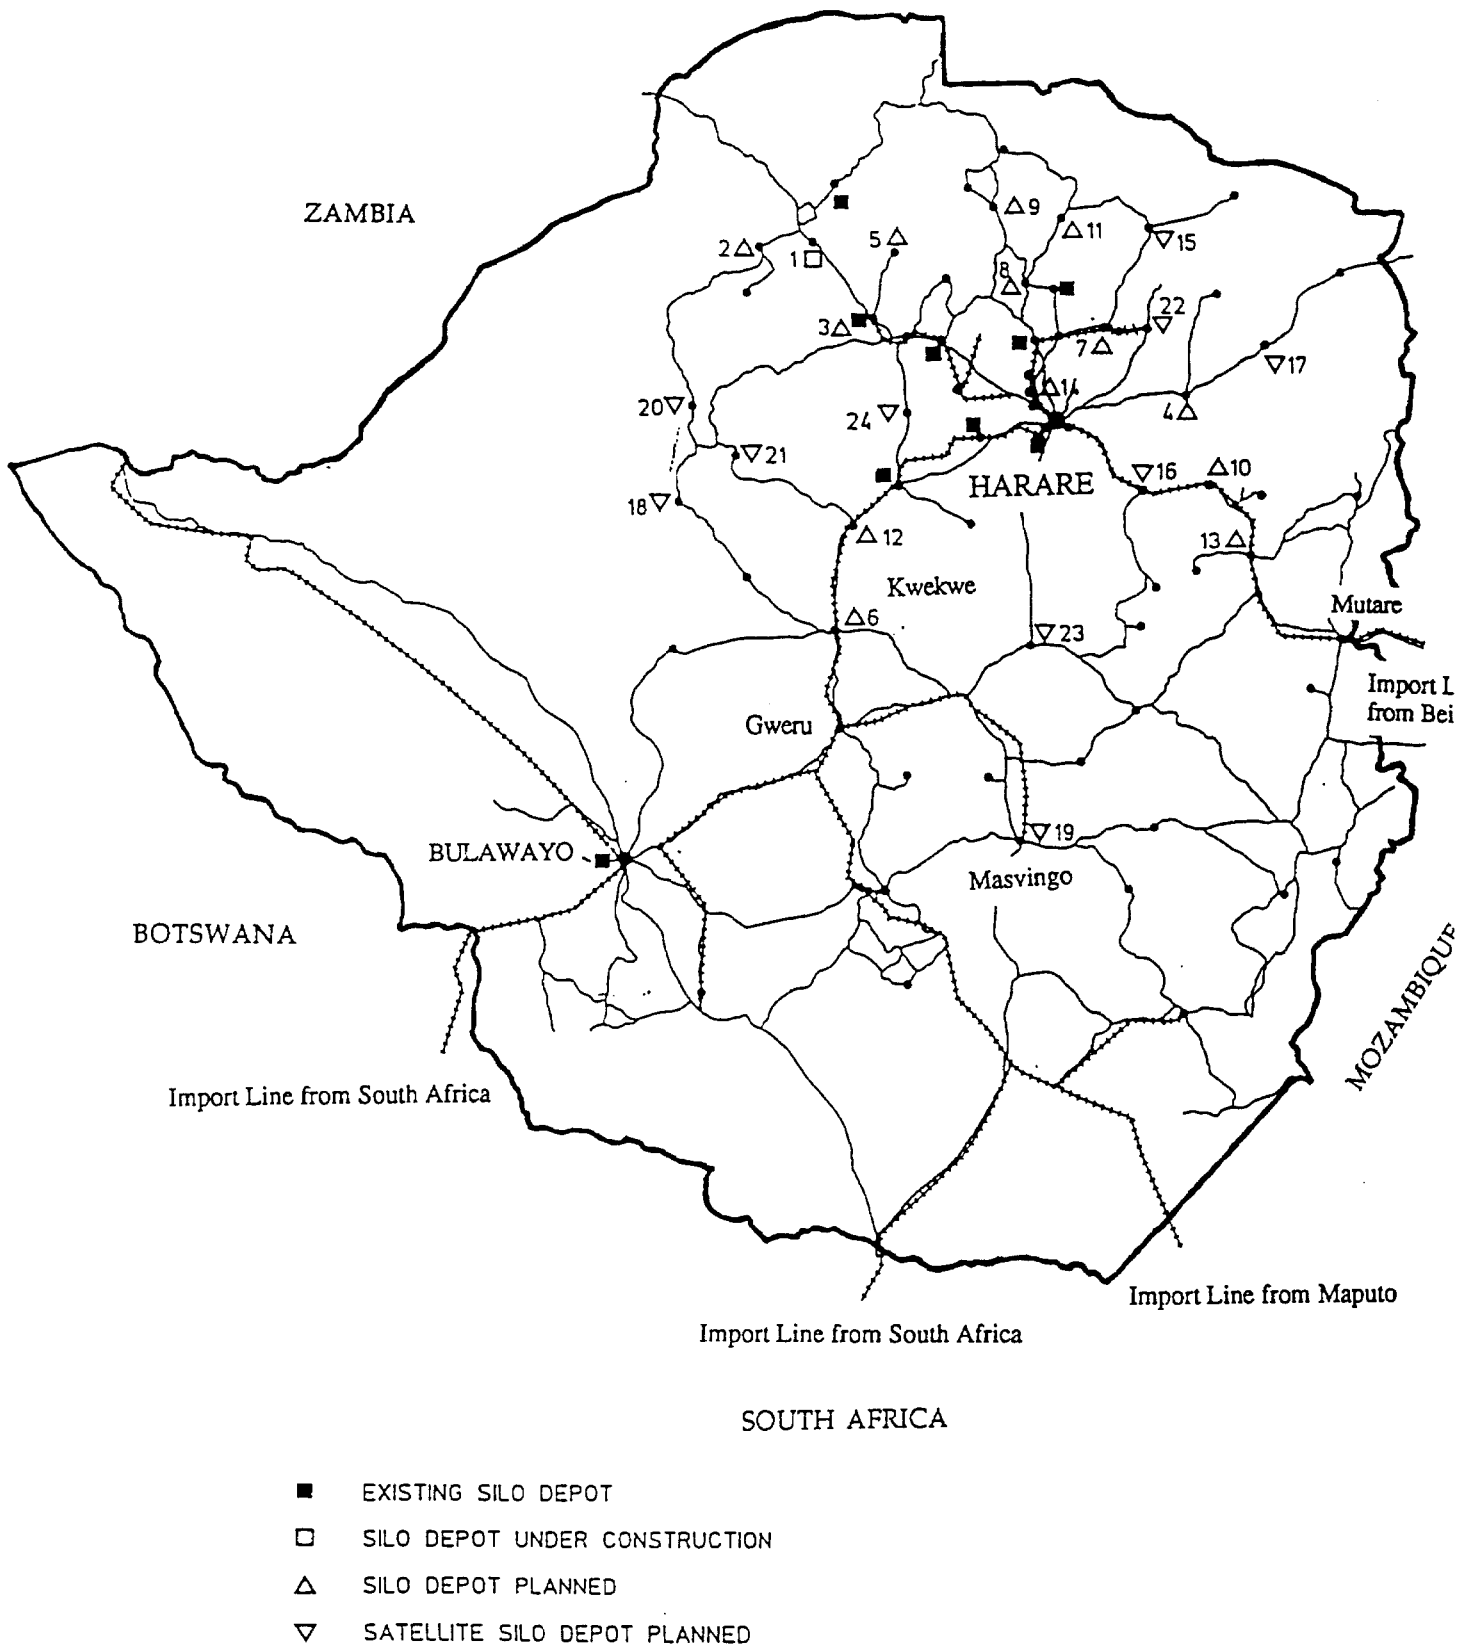 ZAMBIA
9
11
15
5
2
1
8
22
3
7
17
14
4
20
24
21
HARARE
16
10
18
12
13
Kwekwe
Mutare
6
23
Import L
from Bei
Gweru
19
BULAWAYO
Masvingo
BOTSWANA
MOZAMBIQUE
Import Line from South Africa
Import Line from Maputo
Import Line from South Africa
SOUTH AFRICA
EXISTING SILO DEPOT
SILO DEPOT UNDER CONSTRUCTION
SILO DEPOT PLANNED
SATELLITE SILO DEPOT PLANNED